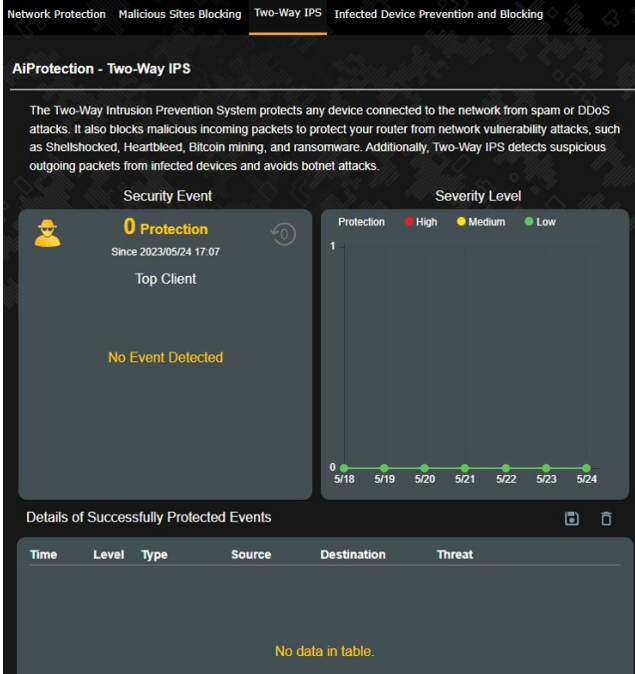 Network Protection Malicious Sites Blocking Two-Way IPS Infected Device Prevention and Blocking
AiProtection - Two-Way IPS
The Two-Way Intrusion Prevention System protects any device connected to the network from spam or DDoS
attacks. It also blocks malicious incoming packets to protect your router from network vulnerability attacks, such
as Shellshocked, Heartbleed, Bitcoin mining, and ransomware. Additionally, Two-Way IPS detects suspicious
outgoing packets from infected devices and avoids botnet attacks.
Security Event
0 Protection
0
Since 2023/05/24 17:07
Top Client
No Event Detected
Severity Level
Protection High Medium Low
1
0
5/18 5/19 5/20 5/21 5/22 5/23 5/24
Details of Successfully Protected Events
Time Level Type Source Destination Threat
No data in table.